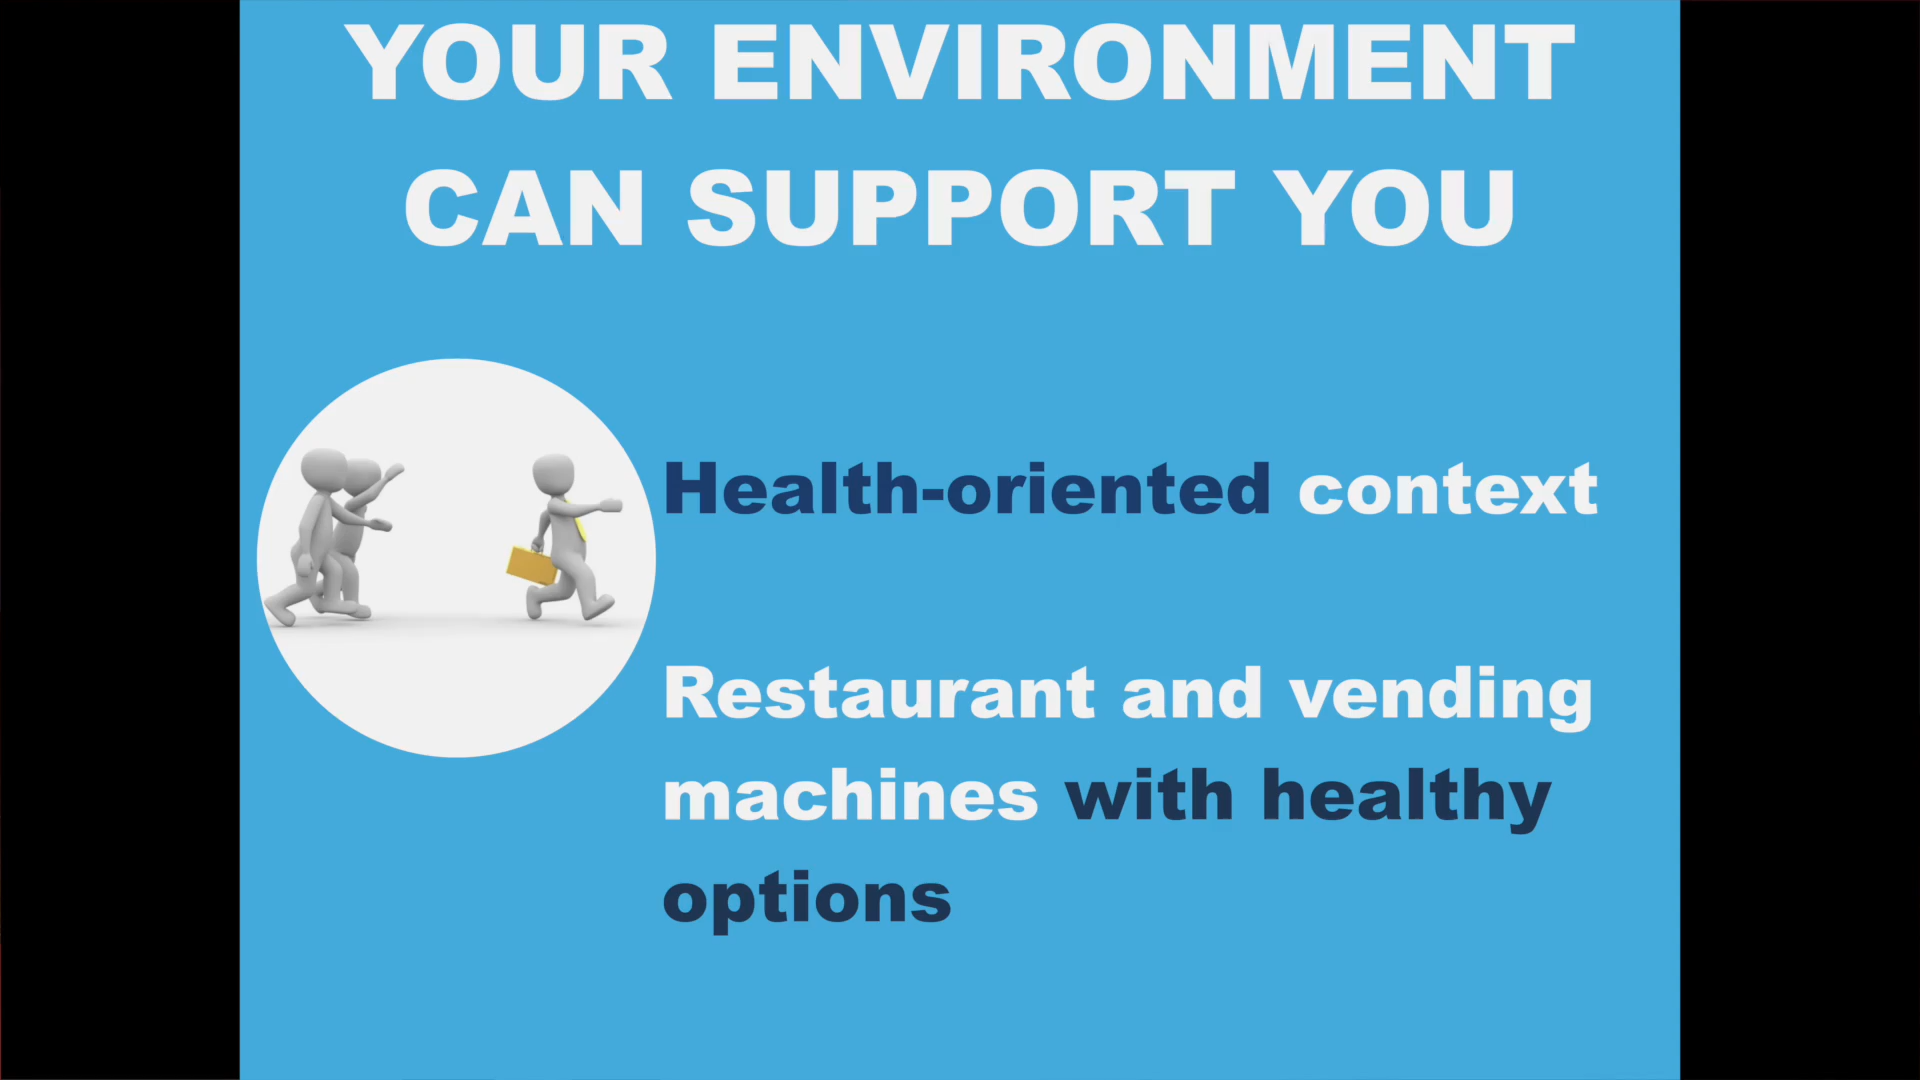 YOUR ENVIRONMENT
CAN SUPPORT YOU
Health-oriented context
Restaurant and vending
machines with healthy
options